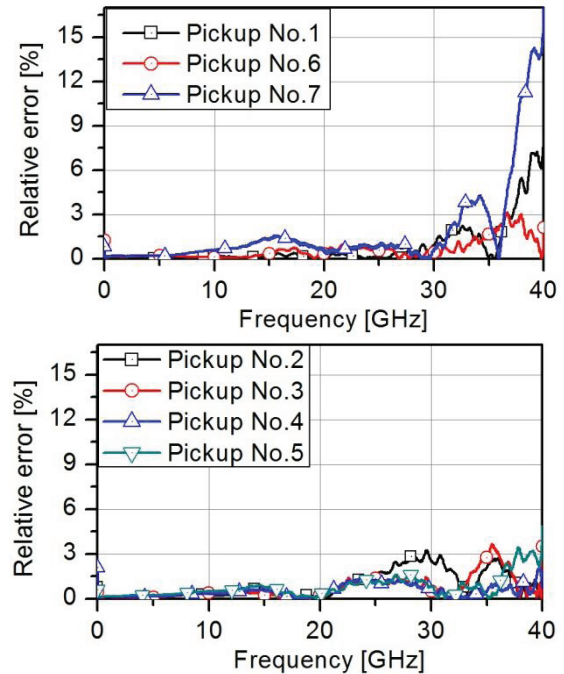 Relative error [%]
15
12
9
6
3
0
Pickup No.1
Pickup No.6
Pickup No.7
0 10 20 30 40
Frequency [GHz]
Relative error [%]
15
12
9
6
3
0
Pickup No.2
Pickup No.3
Pickup No.4
Pickup No.5
0 10 20 30 40
Frequency [GHz]